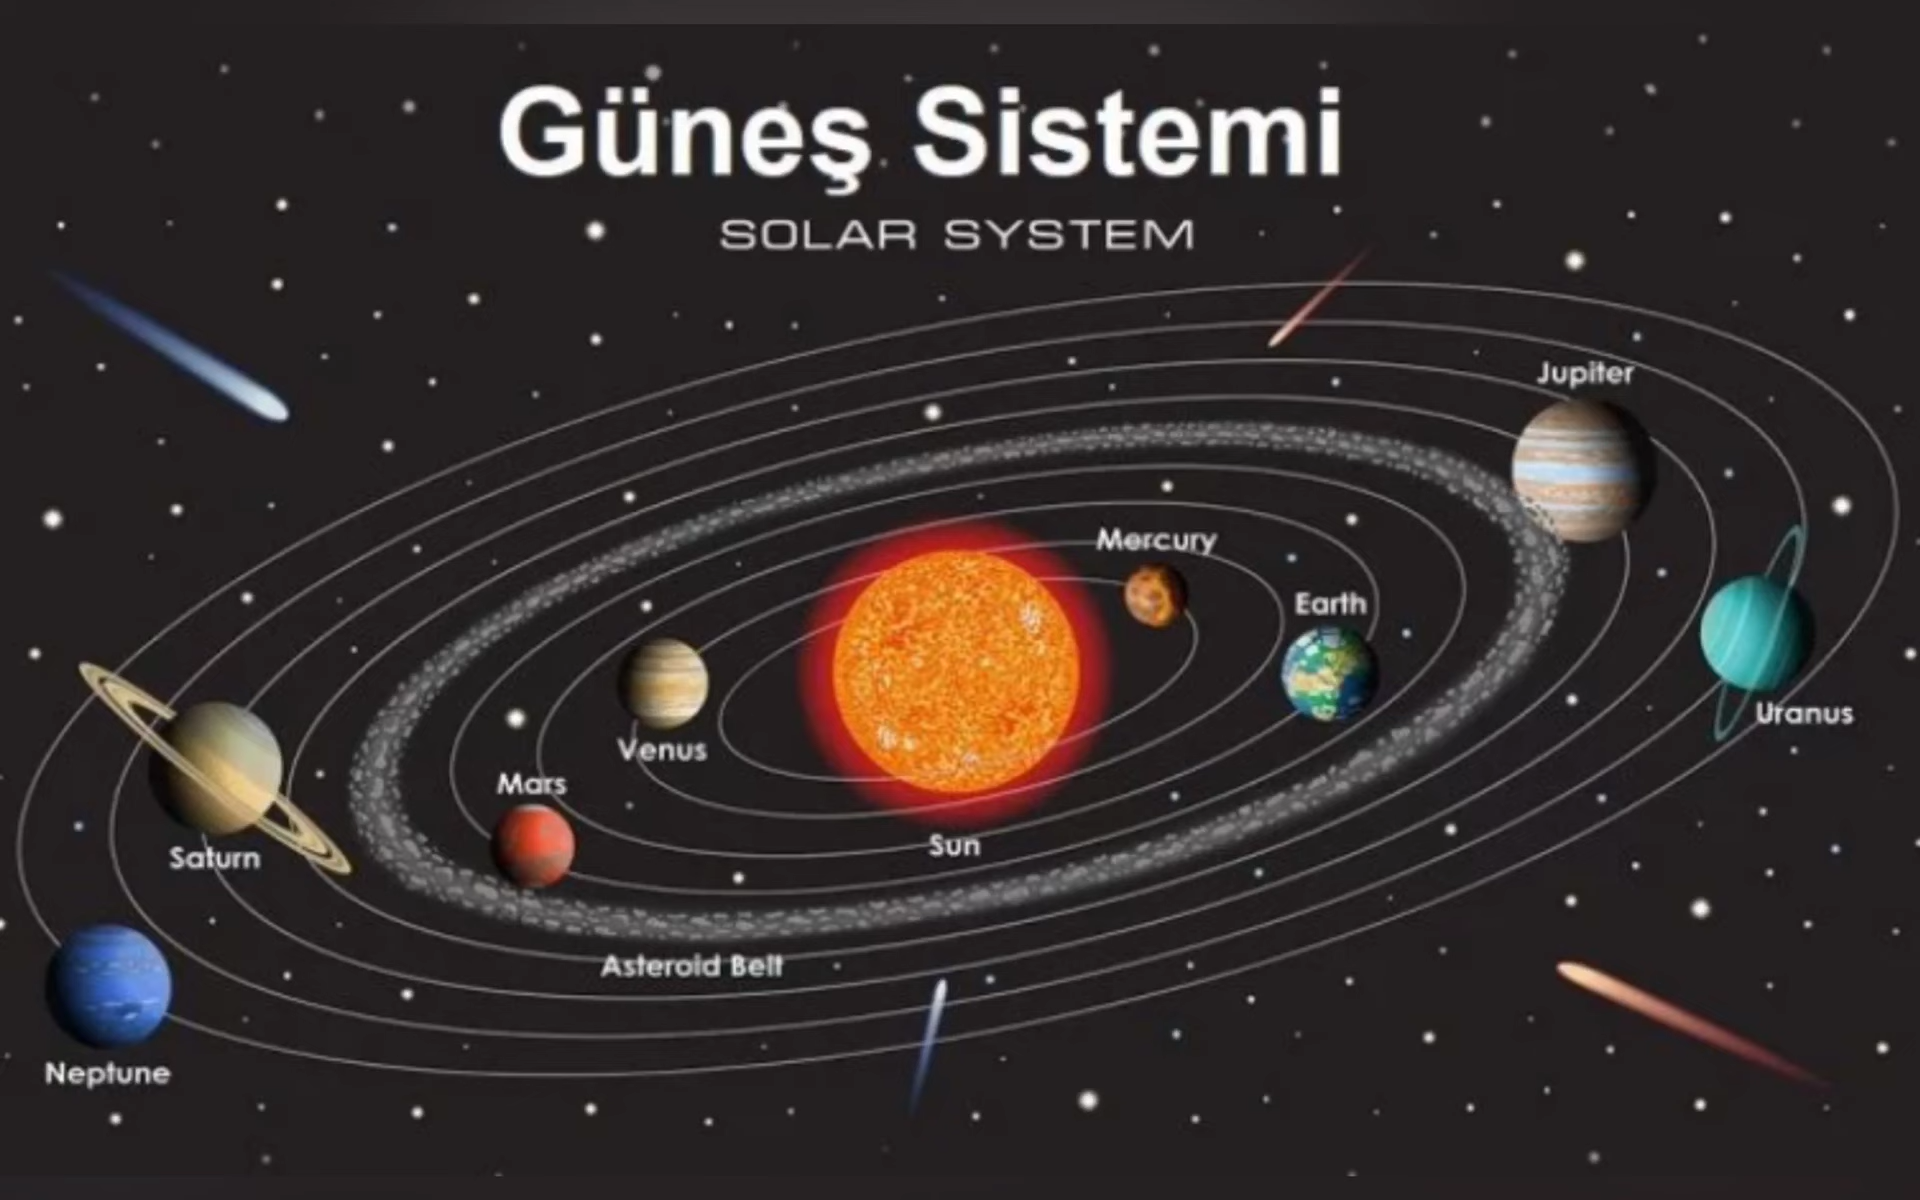 Güneş Sistemi
SOLAR SYSTEM
Jupiter
Mercury
Earth
Uranus
Venus
Mars
Sun
Saturn
Asteroid Belt
Neptune